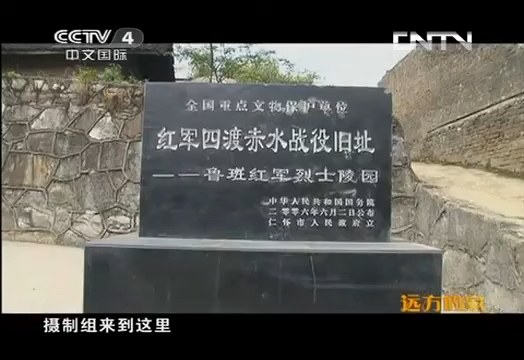 CCTV 4
中文国际
CNTV
全国重点文物保护单位
红军四渡赤水战役旧址
——鲁班红军烈士陵园
中华人民共和国国务院
二〇〇六年六月二日公布
仁怀市人民政府立
远方的家
摄制组来到这里